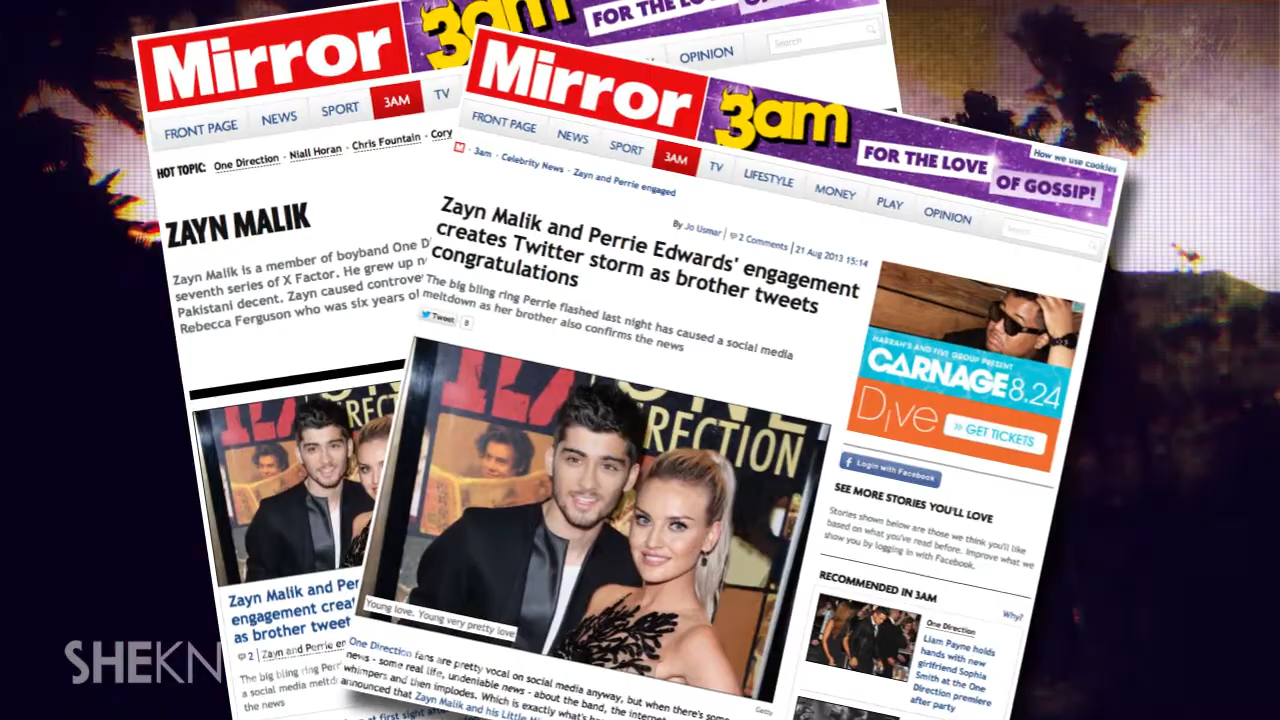 Mirror
3am
FOR THE
FRONT PAGE
NEWS
SPORT
3AM
TV
OPINION
Search
HOT TOPIC:
One Direction · Niall Horan · Chris Fountain · Cory
ZAYN MALIK
Zayn Malik is a member of boyband One D
seventh series of X Factor. He grew up
Pakistani decent. Zayn caused controve
Rebecca Ferguson who was six years ol
Zayn Malik and Per
engagement creat
as brother tweet
2
Zayn and Perrie en
The big bling ring Perr
a social media meltd
the news
Mirror
3am
FOR THE LOVE
OF GOSSIP!
How we use cookies
FRONT PAGE
NEWS
SPORT
3AM
TV
LIFESTYLE
MONEY
PLAY
OPINION
Search
3am · Celebrity News · Zayn and Perrie engaged
Zayn Malik and Perrie Edwards' engagement
creates Twitter storm as brother tweets
congratulations
By Jo Usmar | 2 Comments | 21 Aug 2013 15:14
The big bling ring Perrie flashed last night has caused a social media
meltdown as her brother also confirms the news
Tweet
8
1D
ONE
DIRECTION
Young love. Young very pretty love
Getty
One Direction fans are pretty vocal on social media anyway, but when there's some
news - some real life, undeniable news - about the band, the internet
whimpers and then implodes. Which is exactly what's
announced that Zayn Malik and his Little Mi
HARRAH'S AND FIVE GROUP PRESENT
CARNAGE 8.24
Dive
>> GET TICKETS
Login with Facebook
SEE MORE STORIES YOU'LL LOVE
Stories shown below are those we think you'll like
based on what you've read before. Improve what we
show you by logging in with Facebook.
RECOMMENDED IN 3AM
Why?
One Direction
Liam Payne holds
hands with new
girlfriend Sophia
Smith at the One
Direction premiere
after party
SHEKN